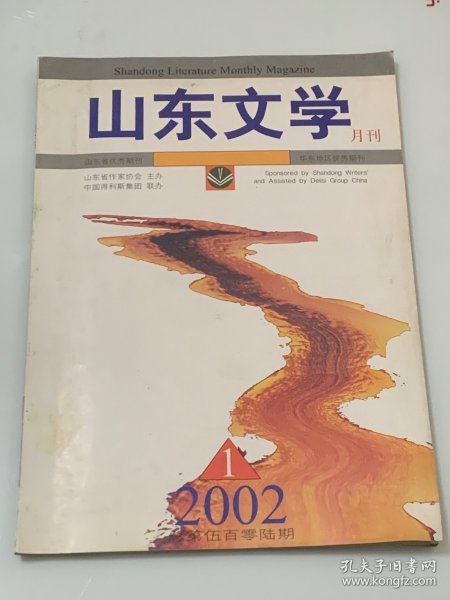 Shandong Literature Monthly Magazine
山东文学 月刊
山东省优秀期刊 华东地区优秀期刊
山东省作家协会 主办
中国得利斯集团 联办
Sponsored by Shandong Writers'
and Assisted by Delisi Group China
1
2002
总第伍百零陆期
孔夫子旧书网
www.kongfz.com